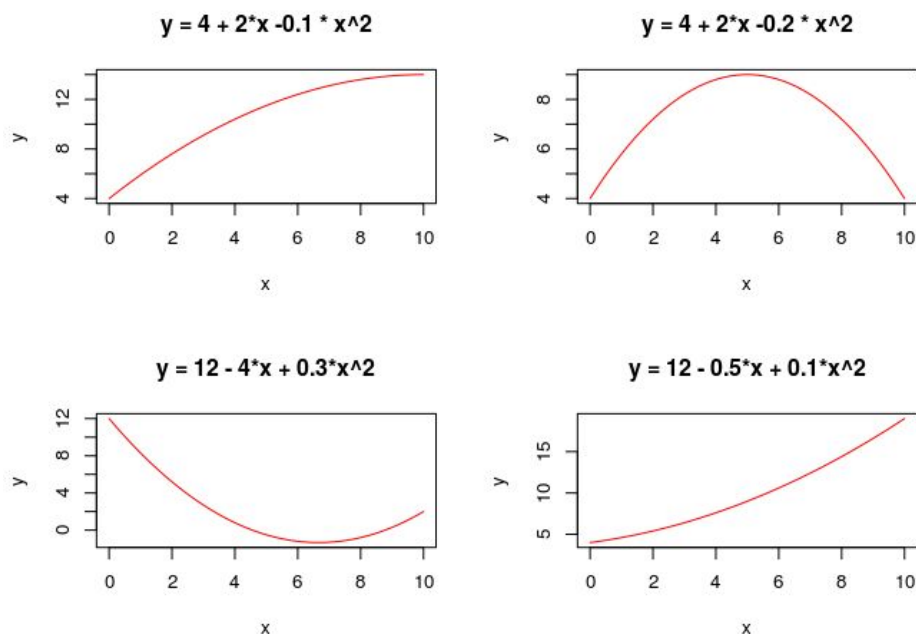 y = 4 + 2*x -0.1 * x^2
y
12
8
4
0 2 4 6 8 10
x
y = 4 + 2*x -0.2 * x^2
y
8
6
4
0 2 4 6 8 10
x
y = 12 - 4*x + 0.3*x^2
y
12
8
4
0
0 2 4 6 8 10
x
y = 12 - 0.5*x + 0.1*x^2
y
15
10
5
0 2 4 6 8 10
x